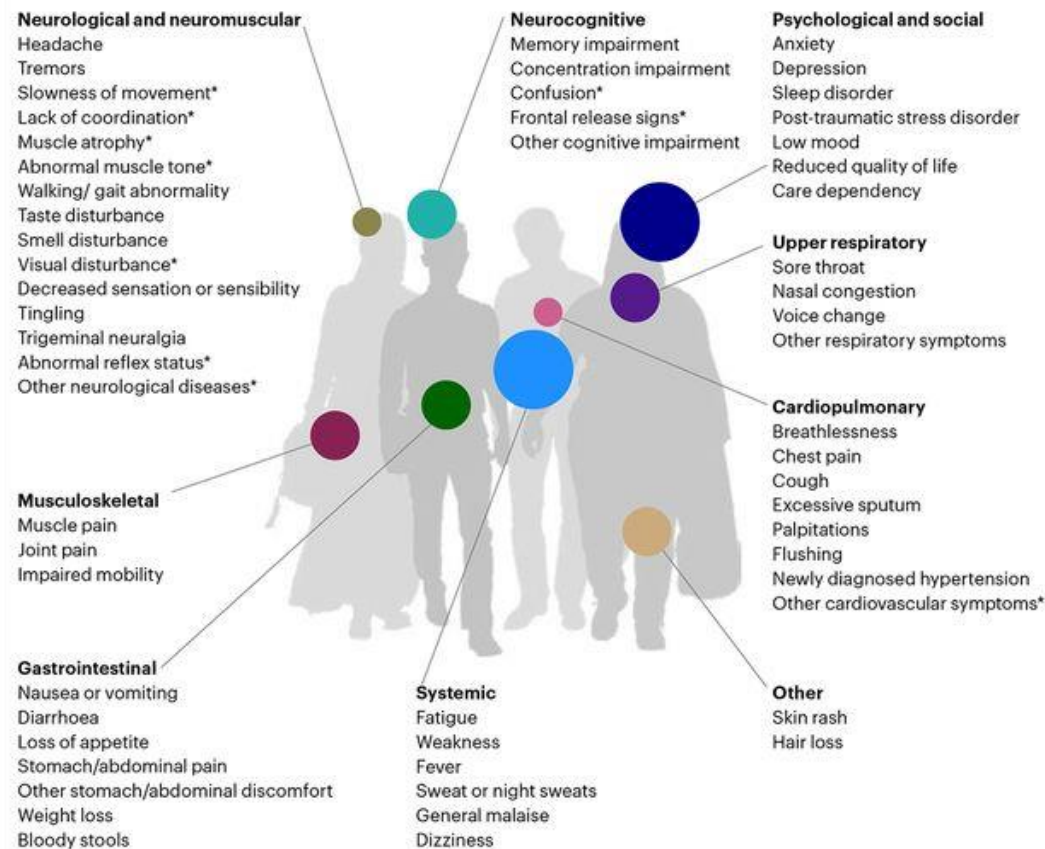 Neurological and neuromuscular
Headache
Tremors
Slowness of movement*
Lack of coordination*
Muscle atrophy*
Abnormal muscle tone*
Walking/ gait abnormality
Taste disturbance
Smell disturbance
Visual disturbance*
Decreased sensation or sensibility
Tingling
Trigeminal neuralgia
Abnormal reflex status*
Other neurological diseases*
Neurocognitive
Memory impairment
Concentration impairment
Confusion*
Frontal release signs*
Other cognitive impairment
Psychological and social
Anxiety
Depression
Sleep disorder
Post-traumatic stress disorder
Low mood
Reduced quality of life
Care dependency
Upper respiratory
Sore throat
Nasal congestion
Voice change
Other respiratory symptoms
Cardiopulmonary
Breathlessness
Chest pain
Cough
Excessive sputum
Palpitations
Flushing
Newly diagnosed hypertension
Other cardiovascular symptoms*
Musculoskeletal
Muscle pain
Joint pain
Impaired mobility
Gastrointestinal
Nausea or vomiting
Diarrhoea
Loss of appetite
Stomach/abdominal pain
Other stomach/abdominal discomfort
Weight loss
Bloody stools
Systemic
Fatigue
Weakness
Fever
Sweat or night sweats
General malaise
Dizziness
Other
Skin rash
Hair loss